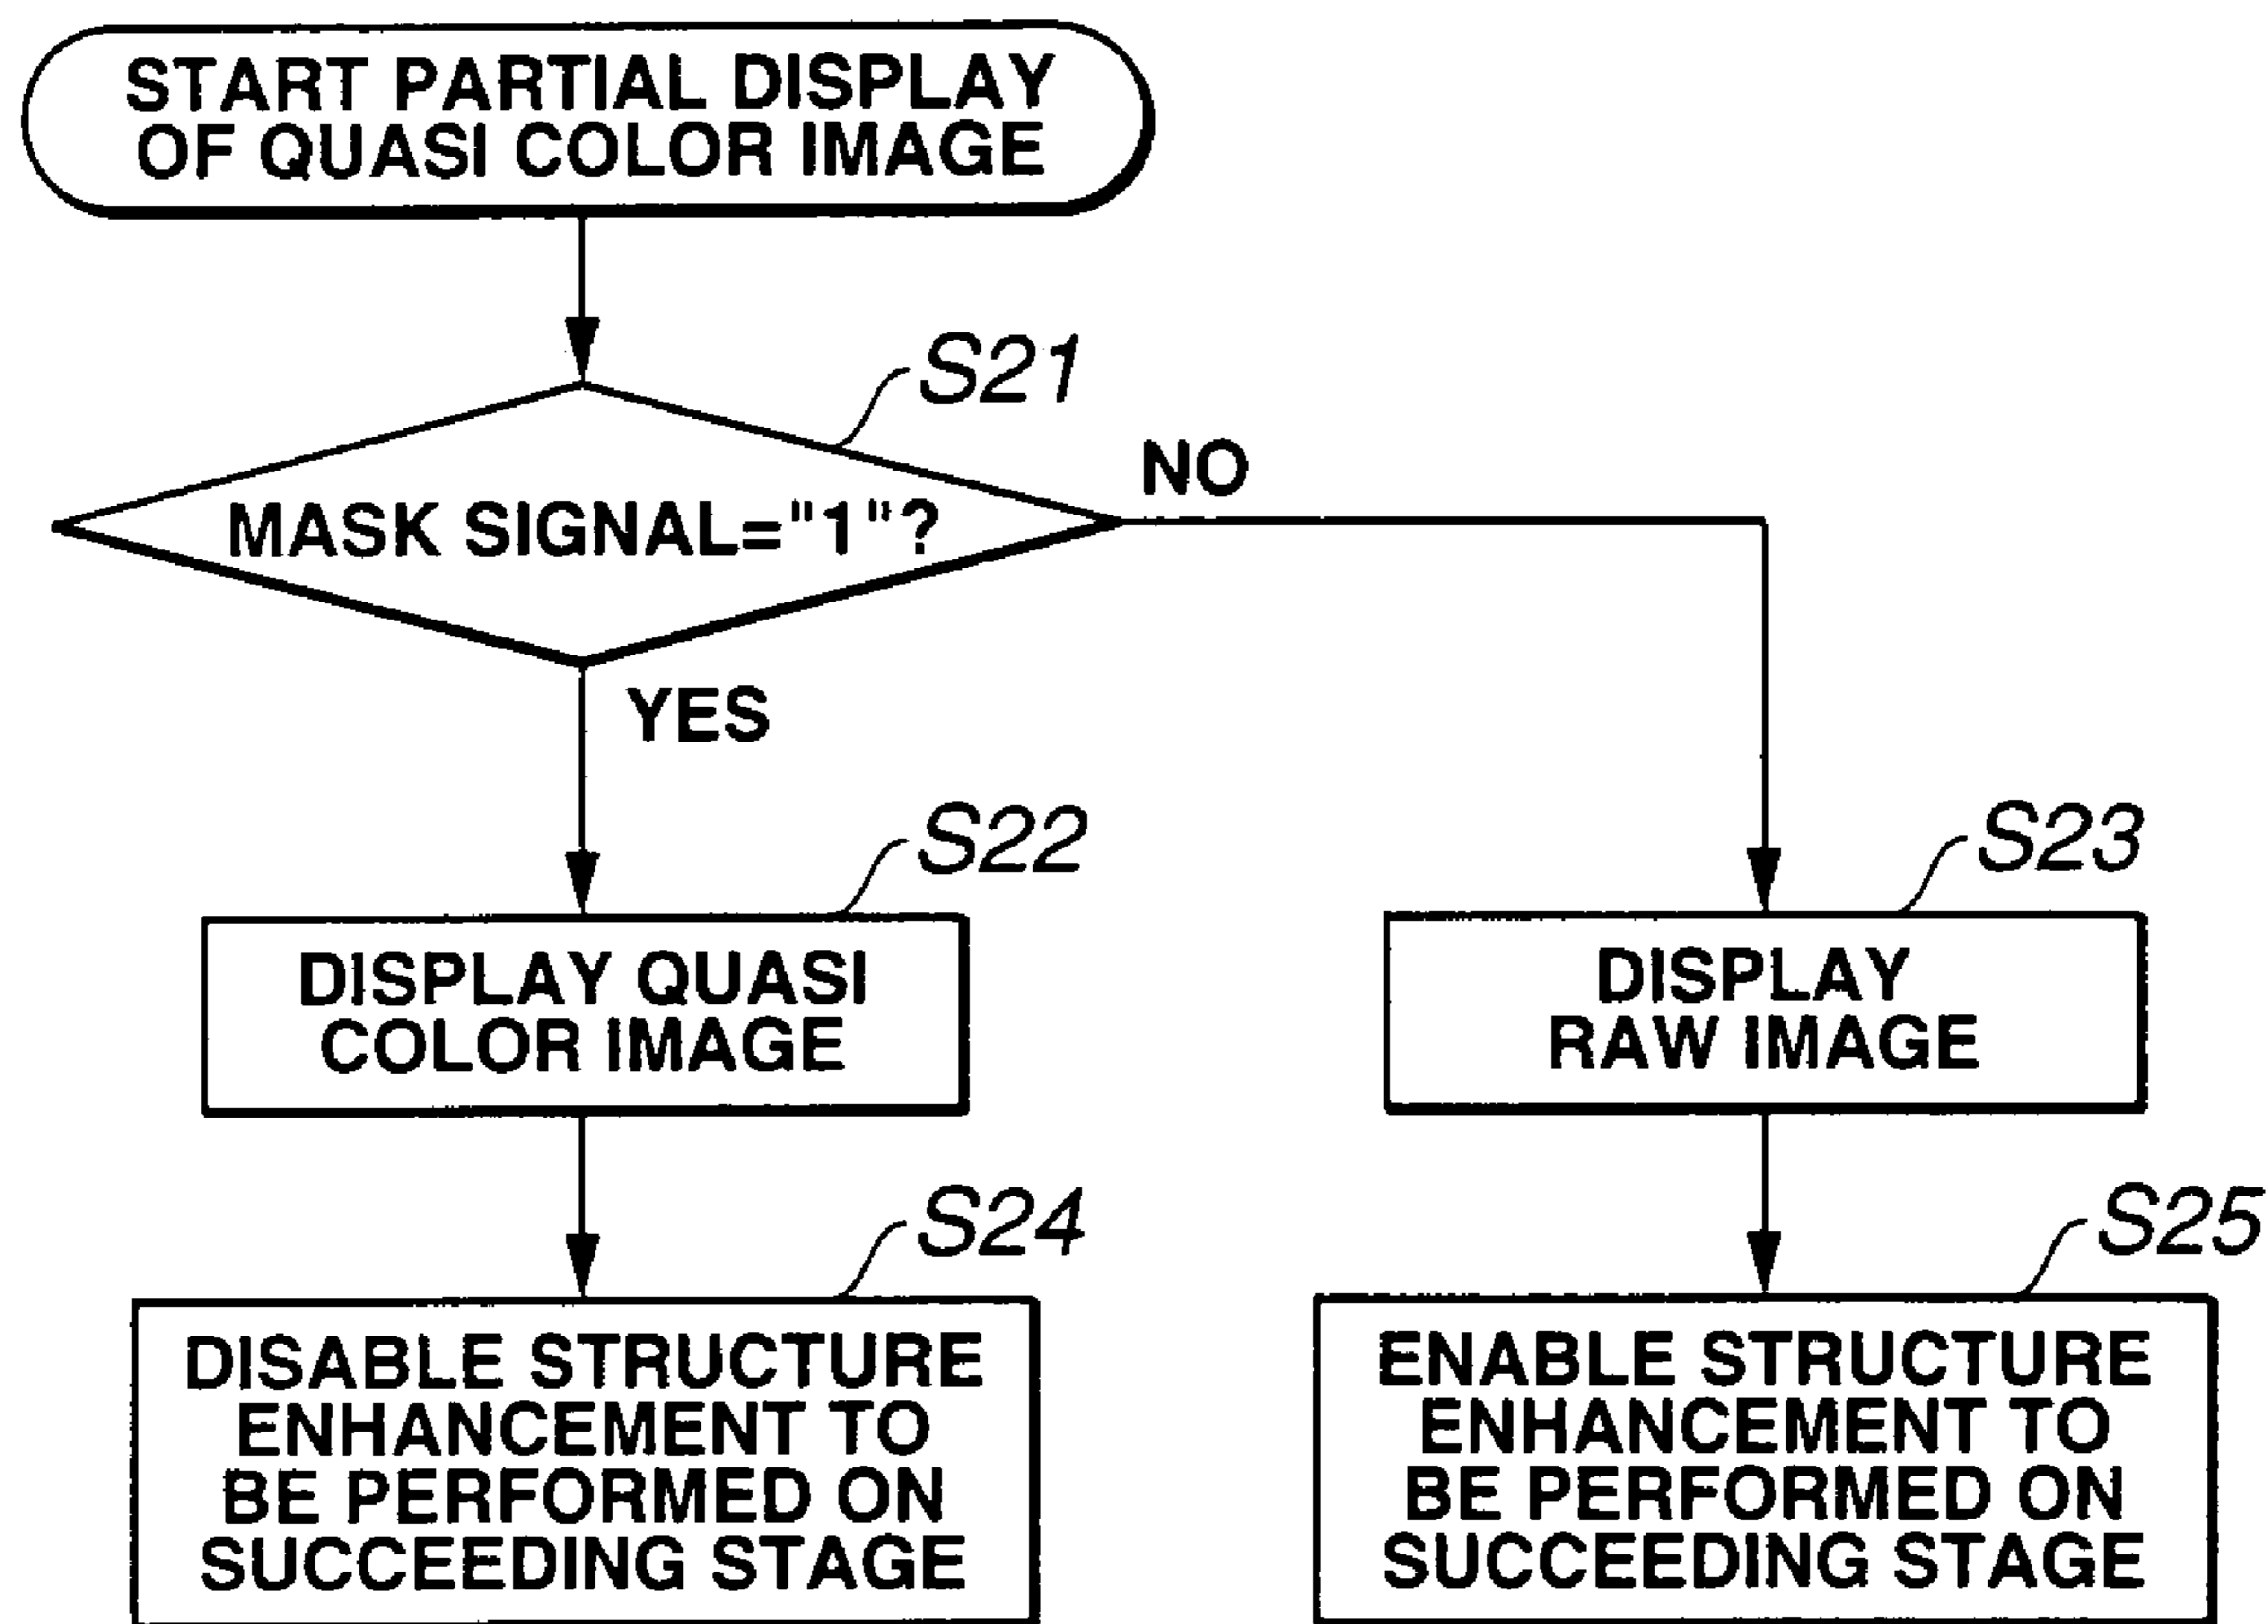 START PARTIAL DISPLAY
OF QUASI COLOR IMAGE
S21
MASK SIGNAL="1"?
NO
YES
S22
DISPLAY QUASI
COLOR IMAGE
S23
DISPLAY
RAW IMAGE
S24
DISABLE STRUCTURE
ENHANCEMENT TO
BE PERFORMED ON
SUCCEEDING STAGE
S25
ENABLE STRUCTURE
ENHANCEMENT TO
BE PERFORMED ON
SUCCEEDING STAGE